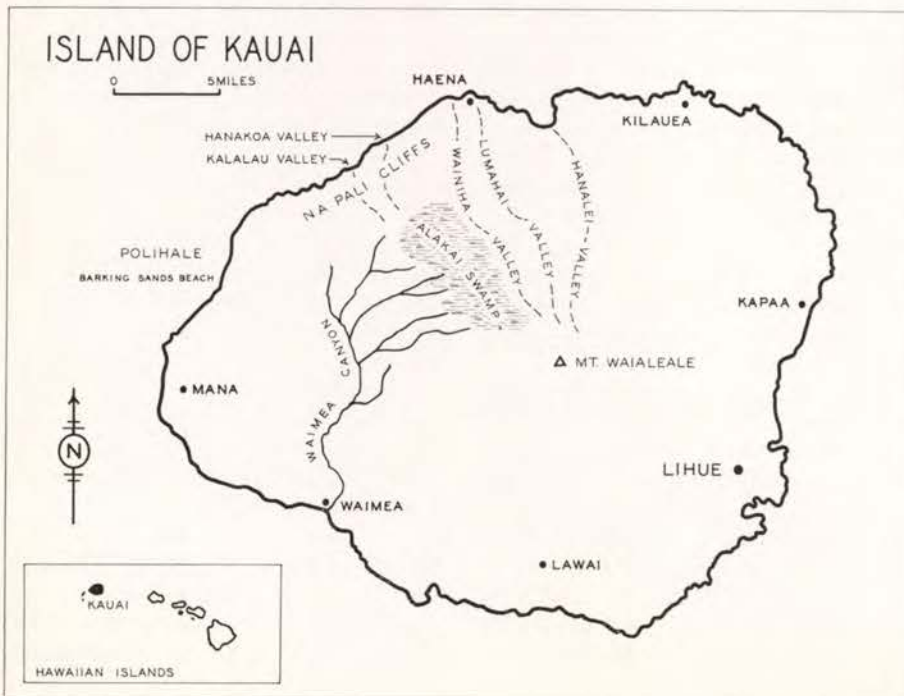 ISLAND OF KAUAI
0 5MILES
HAENA
KILAUEA
HANAKOA VALLEY
KALALAU VALLEY
NA PALI CLIFFS
WAINIHA VALLEY
LUMAHAI VALLEY
HANALEI VALLEY
ALAKAI SWAMP
POLIHALE
BARKING SANDS BEACH
KAPAA
MT. WAIALEALE
MANA
WAIMEA CANYON
N
LIHUE
WAIMEA
LAWAI
KAUAI
HAWAIIAN ISLANDS